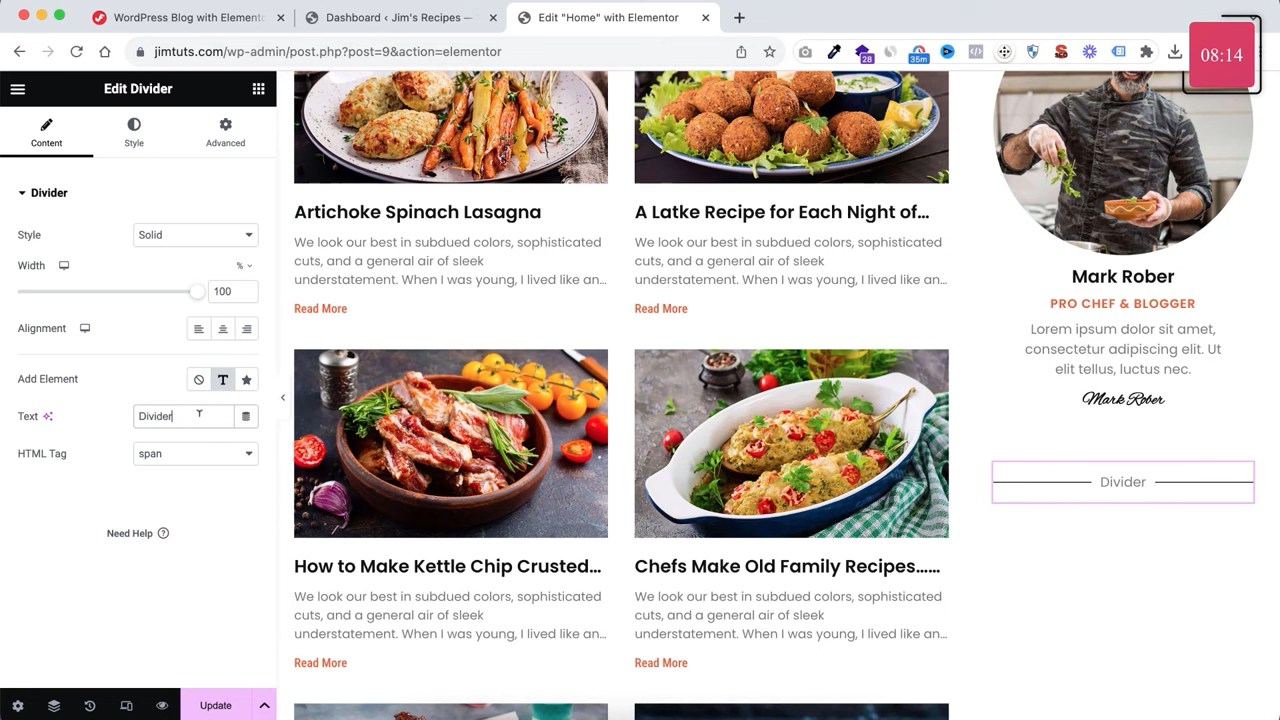 WordPress Blog with Elemento
Dashboard ‹ Jim's Recipes —
Edit "Home" with Elementor
jimtuts.com/wp-admin/post.php?post=9&action=elementor
28
35m
08:14
Edit Divider
Content
Style
Advanced
Divider
Style
Solid
Width
%
100
Alignment
Add Element
Text
Divider
HTML Tag
span
Need Help
Update
Artichoke Spinach Lasagna
We look our best in subdued colors, sophisticated
cuts, and a general air of sleek
understatement. When I was young, I lived like an...
Read More
A Latke Recipe for Each Night of...
We look our best in subdued colors, sophisticated
cuts, and a general air of sleek
understatement. When I was young, I lived like an...
Read More
How to Make Kettle Chip Crusted...
We look our best in subdued colors, sophisticated
cuts, and a general air of sleek
understatement. When I was young, I lived like an...
Read More
Chefs Make Old Family Recipes......
We look our best in subdued colors, sophisticated
cuts, and a general air of sleek
understatement. When I was young, I lived like an...
Read More
Mark Rober
PRO CHEF & BLOGGER
Lorem ipsum dolor sit amet,
consectetur adipiscing elit. Ut
elit tellus, luctus nec.
Mark Rober
Divider